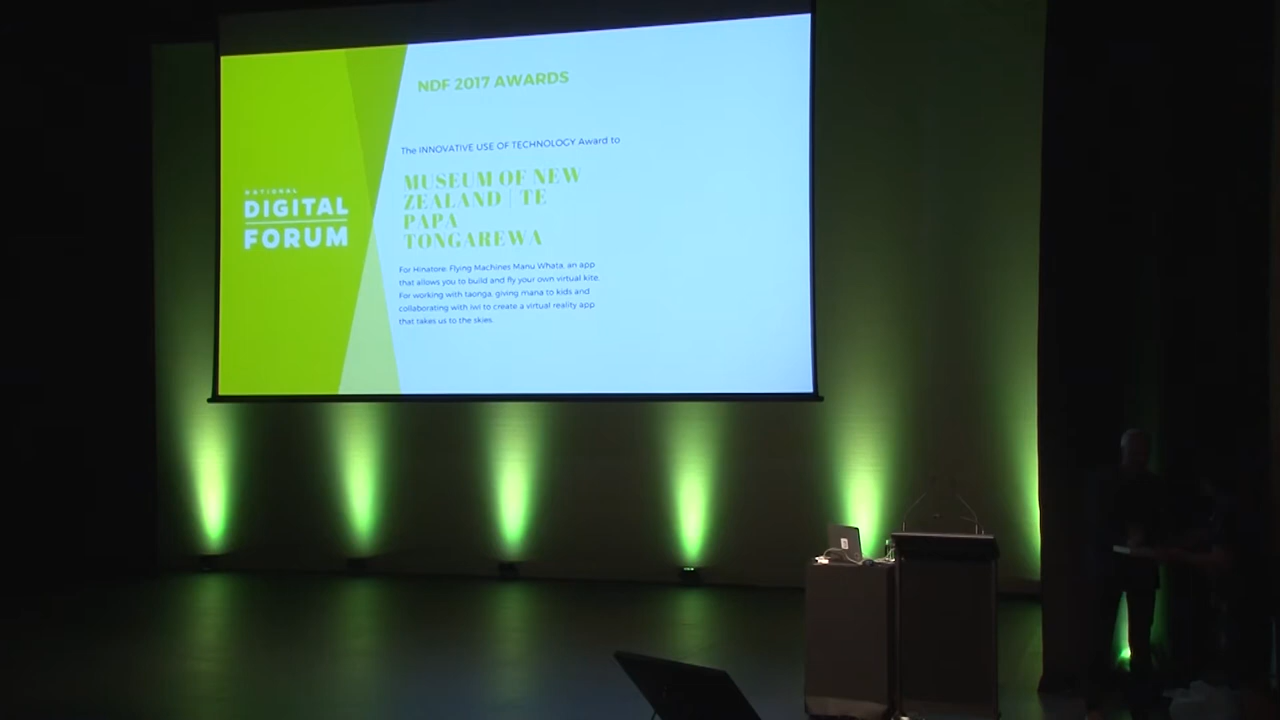 NDF 2017 AWARDS
The INNOVATIVE USE OF TECHNOLOGY Award to
MUSEUM OF NEW
ZEALAND | TE
PAPA
TONGAREWA
For Hinatore, Flying Machines Manu Whata, an app
that allows you to build and fly your own virtual kite.
For working with taonga, giving mana to kids and
collaborating with iwi to create a virtual reality app
that takes us to the skies.
NATIONAL
DIGITAL
FORUM